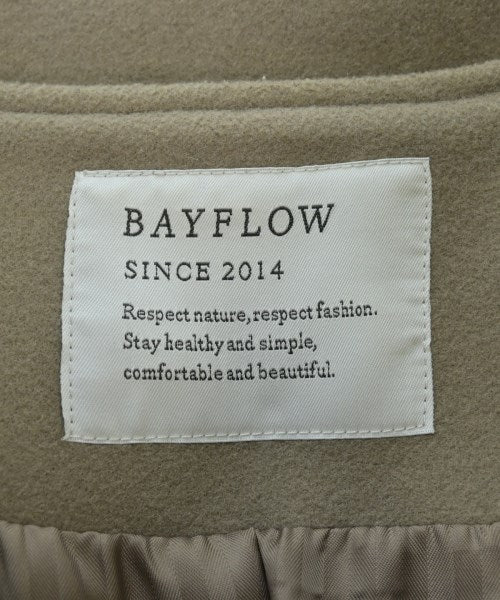 BAYFLOW
SINCE 2014
Respect nature, respect fashion.
Stay healthy and simple,
comfortable and beautiful.